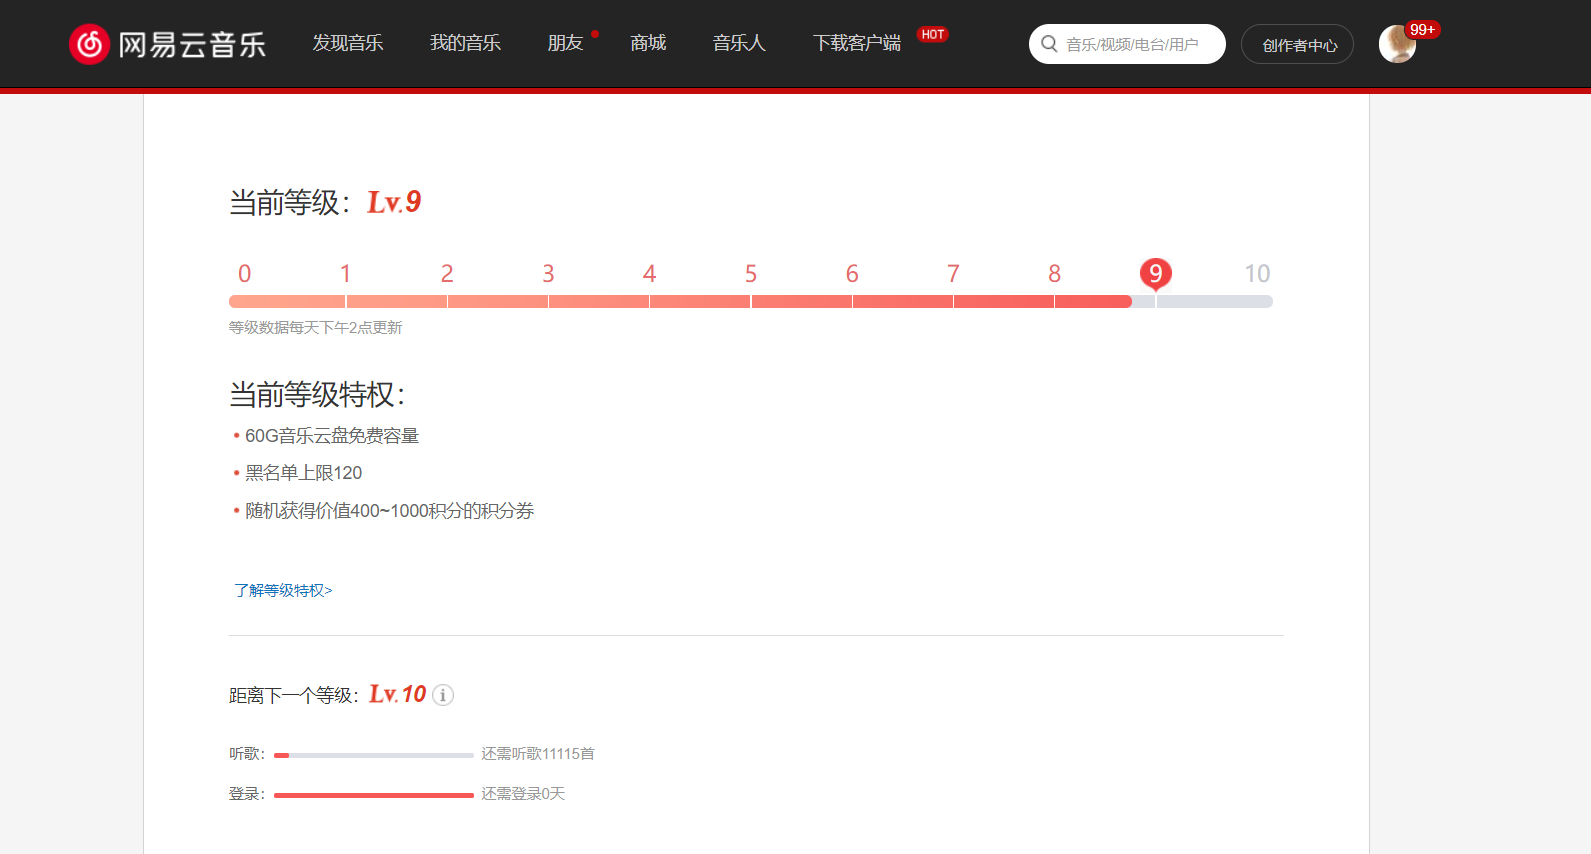 网易云音乐 发现音乐 我的音乐 朋友 商城 音乐人 下载客户端 HOT 音乐/视频/电台/用户 创作者中心 99+
当前等级：Lv.9
0 1 2 3 4 5 6 7 8 9 10
等级数据每天下午2点更新
当前等级特权：
60G音乐云盘免费容量
黑名单上限120
随机获得价值400~1000积分的积分券
了解等级特权>
距离下一个等级：Lv.10 i
听歌： 还需听歌11115首
登录： 还需登录0天